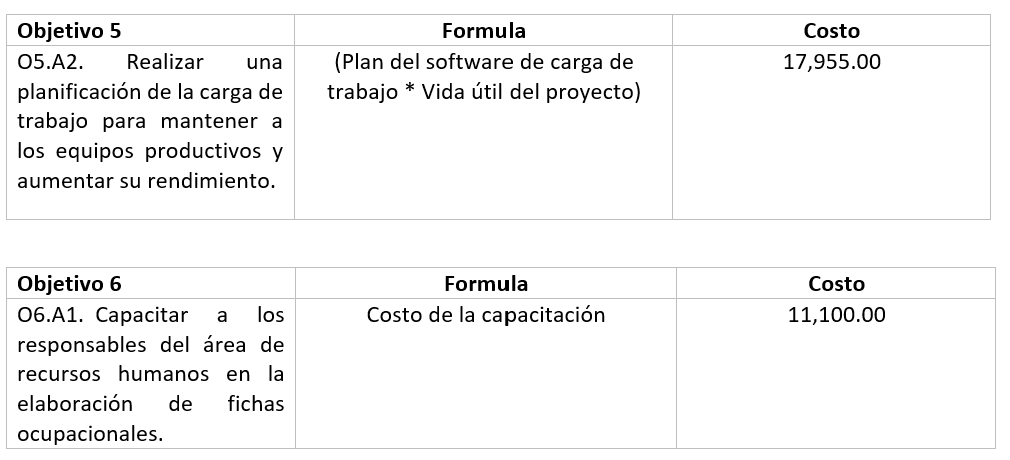 Objetivo 5 Formula Costo
O5.A2. Realizar una (Plan del software de carga de 17,955.00
planificación de la carga de trabajo * Vida útil del proyecto)
trabajo para mantener a
los equipos productivos y
aumentar su rendimiento.
Objetivo 6 Formula Costo
O6.A1. Capacitar a los Costo de la capacitación 11,100.00
responsables del área de
recursos humanos en la
elaboración de fichas
ocupacionales.